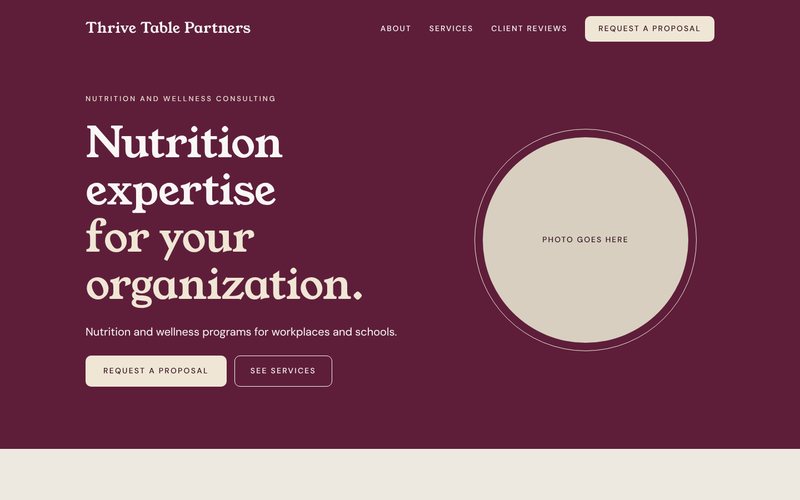 Thrive Table Partners
ABOUT
SERVICES
CLIENT REVIEWS
REQUEST A PROPOSAL
NUTRITION AND WELLNESS CONSULTING
Nutrition
expertise
for your
organization.
Nutrition and wellness programs for workplaces and schools.
REQUEST A PROPOSAL
SEE SERVICES
PHOTO GOES HERE